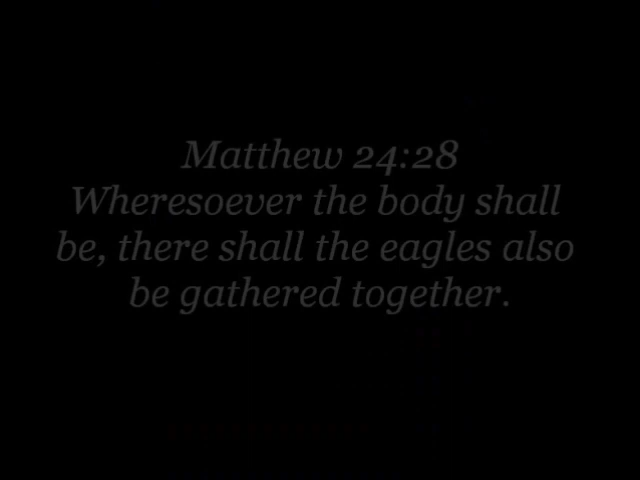 Matthew 24:28
Wheresoever the body shall
be, there shall the eagles also
be gathered together.